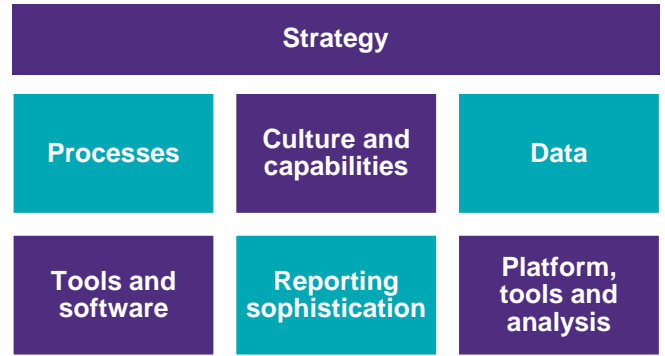 Strategy
Processes
Culture and
capabilities
Data
Tools and
software
Reporting
sophistication
Platform,
tools and
analysis